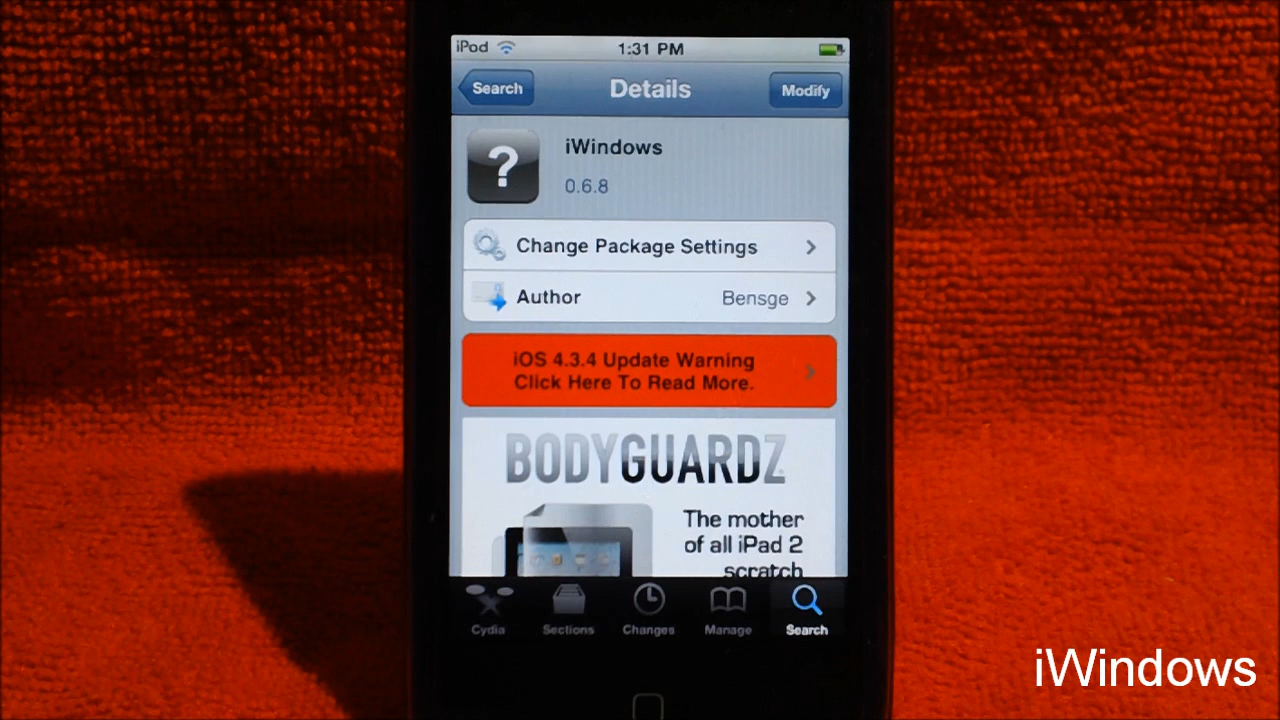 iPod
1:31 PM
Search
Details
Modify
?
iWindows
0.6.8
Change Package Settings
Author
Bensge
iOS 4.3.4 Update Warning
Click Here To Read More.
BODYGUARDZ
The mother
of all iPad 2
scratch
Cydia
Sections
Changes
Manage
Search
iWindows